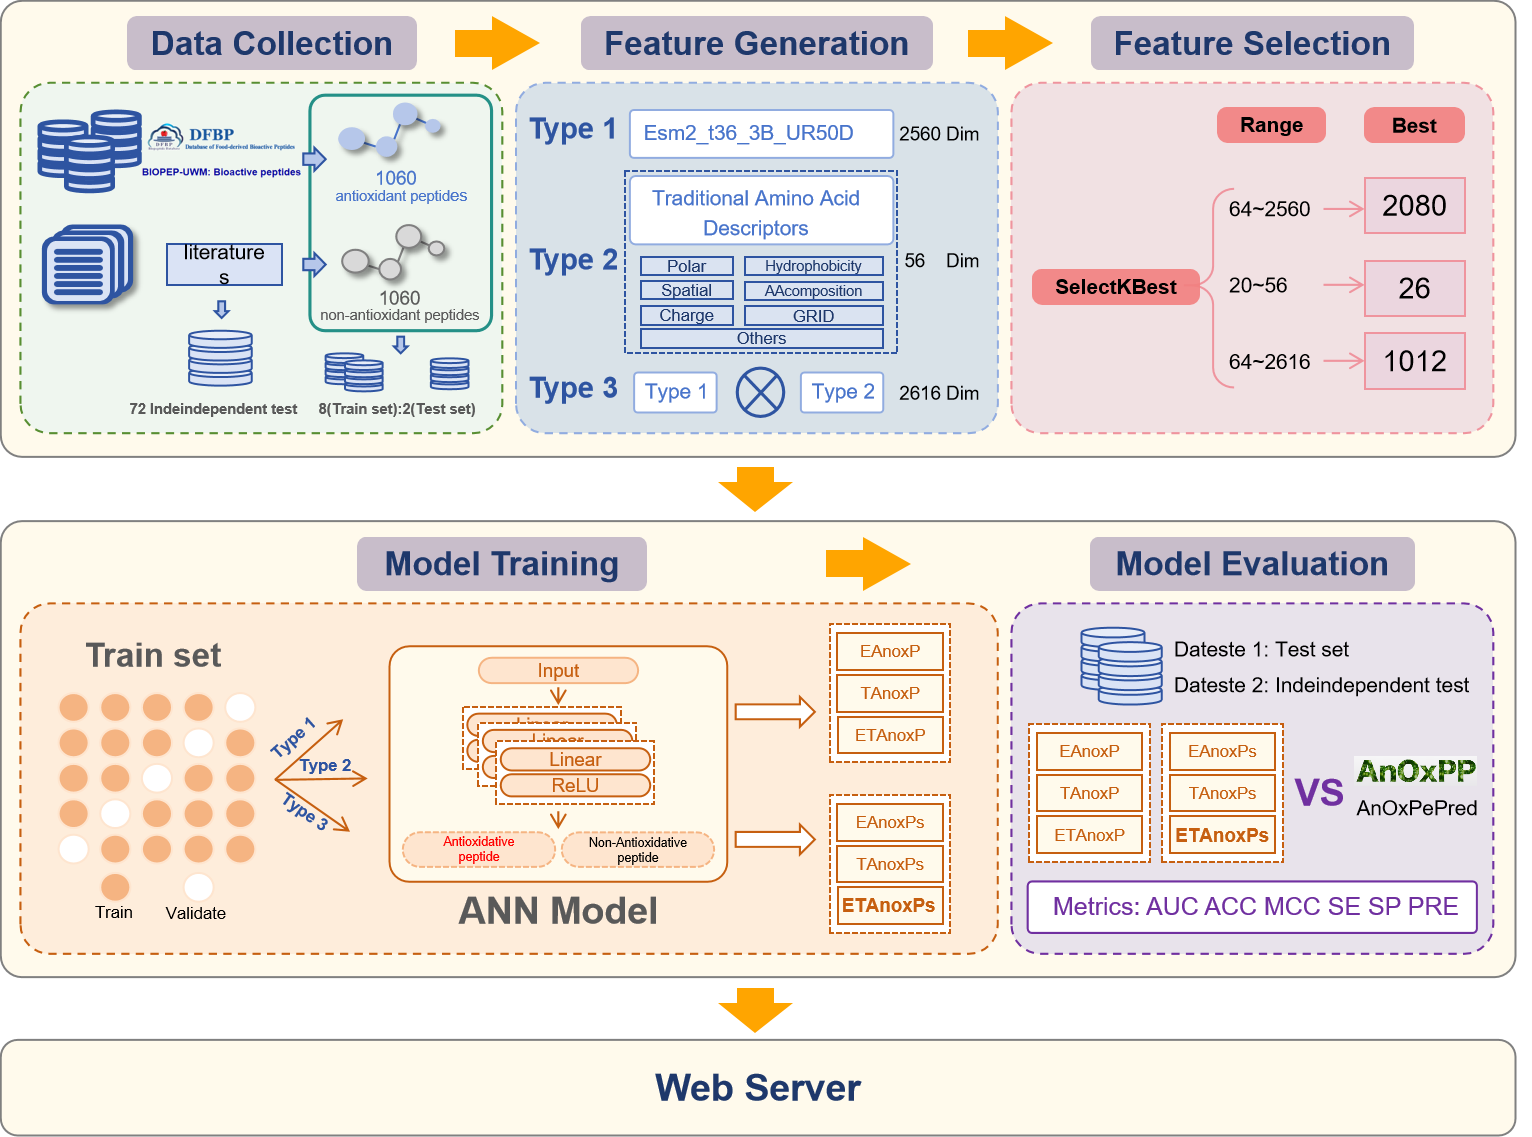 Data Collection
Feature Generation
Feature Selection
DFBP
DFBP
Database of Food-derived Bioactive Peptides
BIOPEP-UWM: Bioactive peptides
1060
antioxidant peptides
literature
s
1060
non-antioxidant peptides
72 Indeindependent test
8(Train set):2(Test set)
Type 1
Esm2_t36_3B_UR50D
2560 Dim
Type 2
Traditional Amino Acid
Descriptors
Polar
Hydrophobicity
Spatial
AAcomposition
Charge
GRID
Others
56 Dim
Type 3
Type 1
Type 2
2616 Dim
Range
Best
SelectKBest
64~2560
2080
20~56
26
64~2616
1012
Model Training
Model Evaluation
Train set
Train
Validate
Type 1
Type 2
Type 3
Input
Linear
Linear
Linear
ReLU
Antioxidative
peptide
Non-Antioxidative
peptide
ANN Model
EAnoxP
TAnoxP
ETAnoxP
EAnoxPs
TAnoxPs
ETAnoxPs
Dateste 1: Test set
Dateste 2: Indeindependent test
EAnoxP
TAnoxP
ETAnoxP
EAnoxPs
TAnoxPs
ETAnoxPs
VS
AnOxPP
AnOxPePred
Metrics: AUC ACC MCC SE SP PRE
Web Server